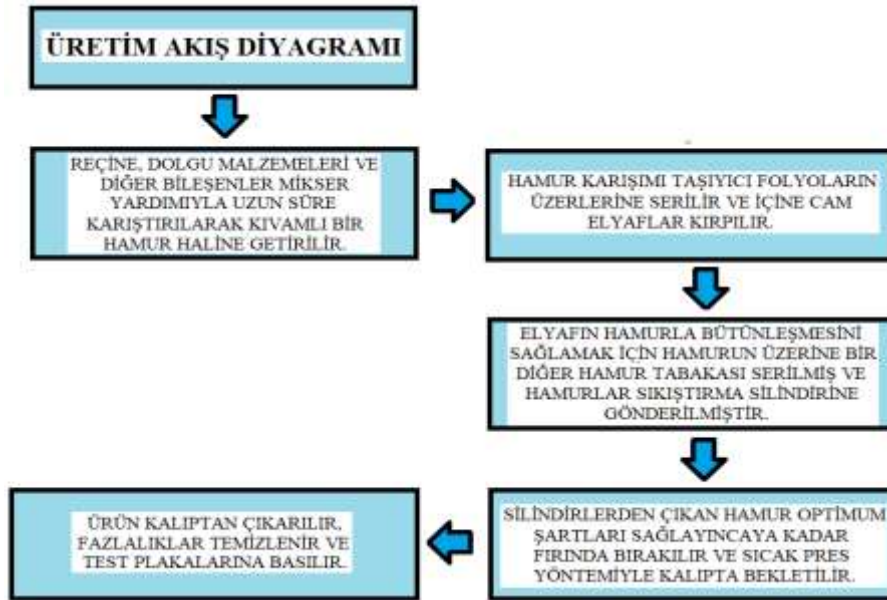 ÜRETİM AKIŞ DİYAGRAMI
REÇİNE, DOLGU MALZEMELERİ VE
DİĞER BİLEŞENLER MİKSER
YARDIMIYLA UZUN SÜRE
KARIŞTIRILARAK KIVAMLI BİR
HAMUR HALİNE GETİRİLİR.
HAMUR KARIŞIMI TAŞIYICI FOLYOLARIN
ÜZERLERİNE SERİLİR VE İÇİNE CAM
ELYAFLAR KIRPILIR.
ELYAFIN HAMURLA BÜTÜNLEŞMESİNİ
SAĞLAMAK İÇİN HAMURUN ÜZERİNE BİR
DİĞER HAMUR TABAKASI SERİLMİŞ VE
HAMURLAR SIKIŞTIRMA SİLİNDİRİNE
GÖNDERİLMİŞTİR.
SİLİNDİRLERDEN ÇIKAN HAMUR OPTİMUM
ŞARTLARI SAĞLAYINCAYA KADAR
FIRINDA BIRAKILIR VE SICAK PRES
YÖNTEMİYLE KALIPTA BEKLETİLİR.
ÜRÜN KALIPTAN ÇIKARILIR,
FAZLALIKLAR TEMİZLENİR VE
TEST PLAKALARINA BASILIR.